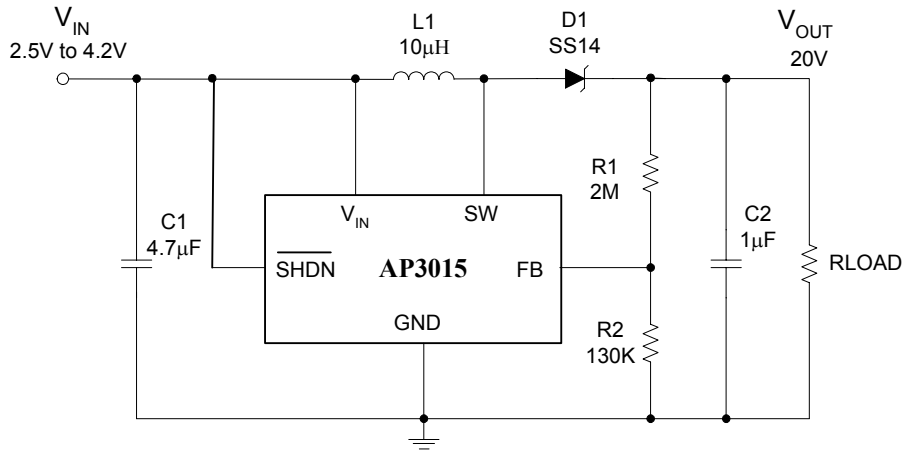 V_IN
2.5V to 4.2V
L1
10μH
D1
SS14
V_OUT
20V
C1
4.7μF
V_IN
SW
SHDN
AP3015
FB
GND
R1
2M
R2
130K
C2
1μF
RLOAD